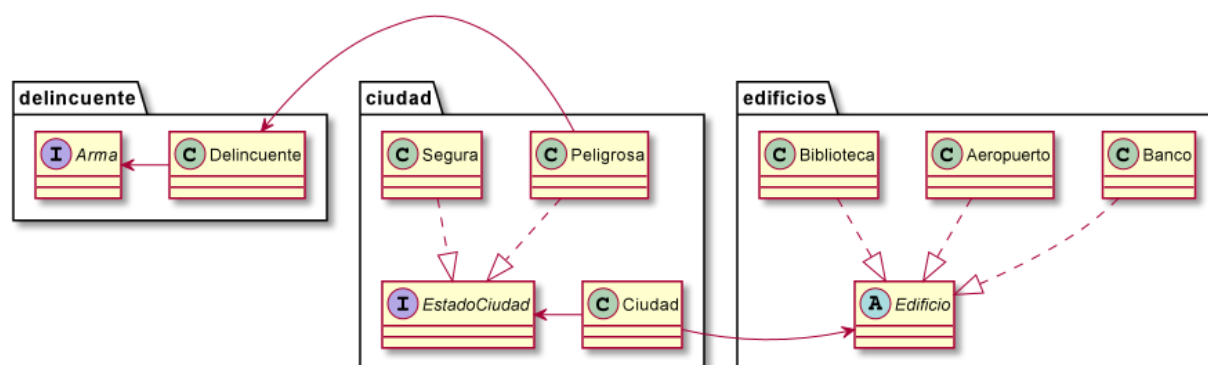 delincuente
I Arma
C Delincuente
ciudad
C Segura
C Peligrosa
I EstadoCiudad
C Ciudad
edificios
C Biblioteca
C Aeropuerto
C Banco
A Edificio